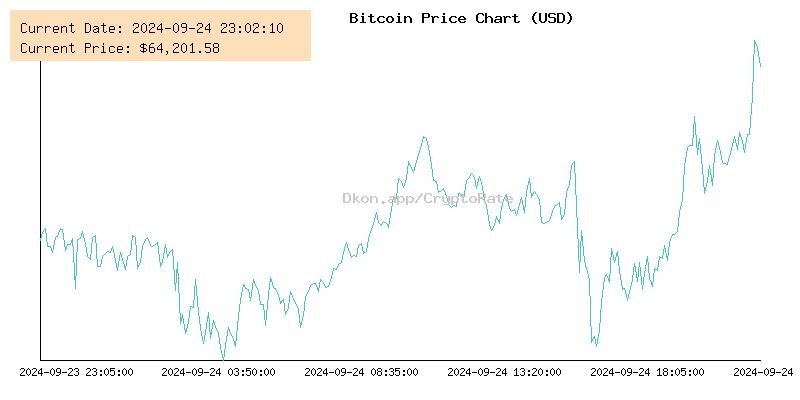 Bitcoin Price Chart (USD)
Current Date: 2024-09-24 23:02:10
Current Price: $64,201.58
Dkon.app/CryptoRate
2024-09-23 23:05:00 2024-09-24 03:50:00 2024-09-24 08:35:00 2024-09-24 13:20:00 2024-09-24 18:05:00 2024-09-24